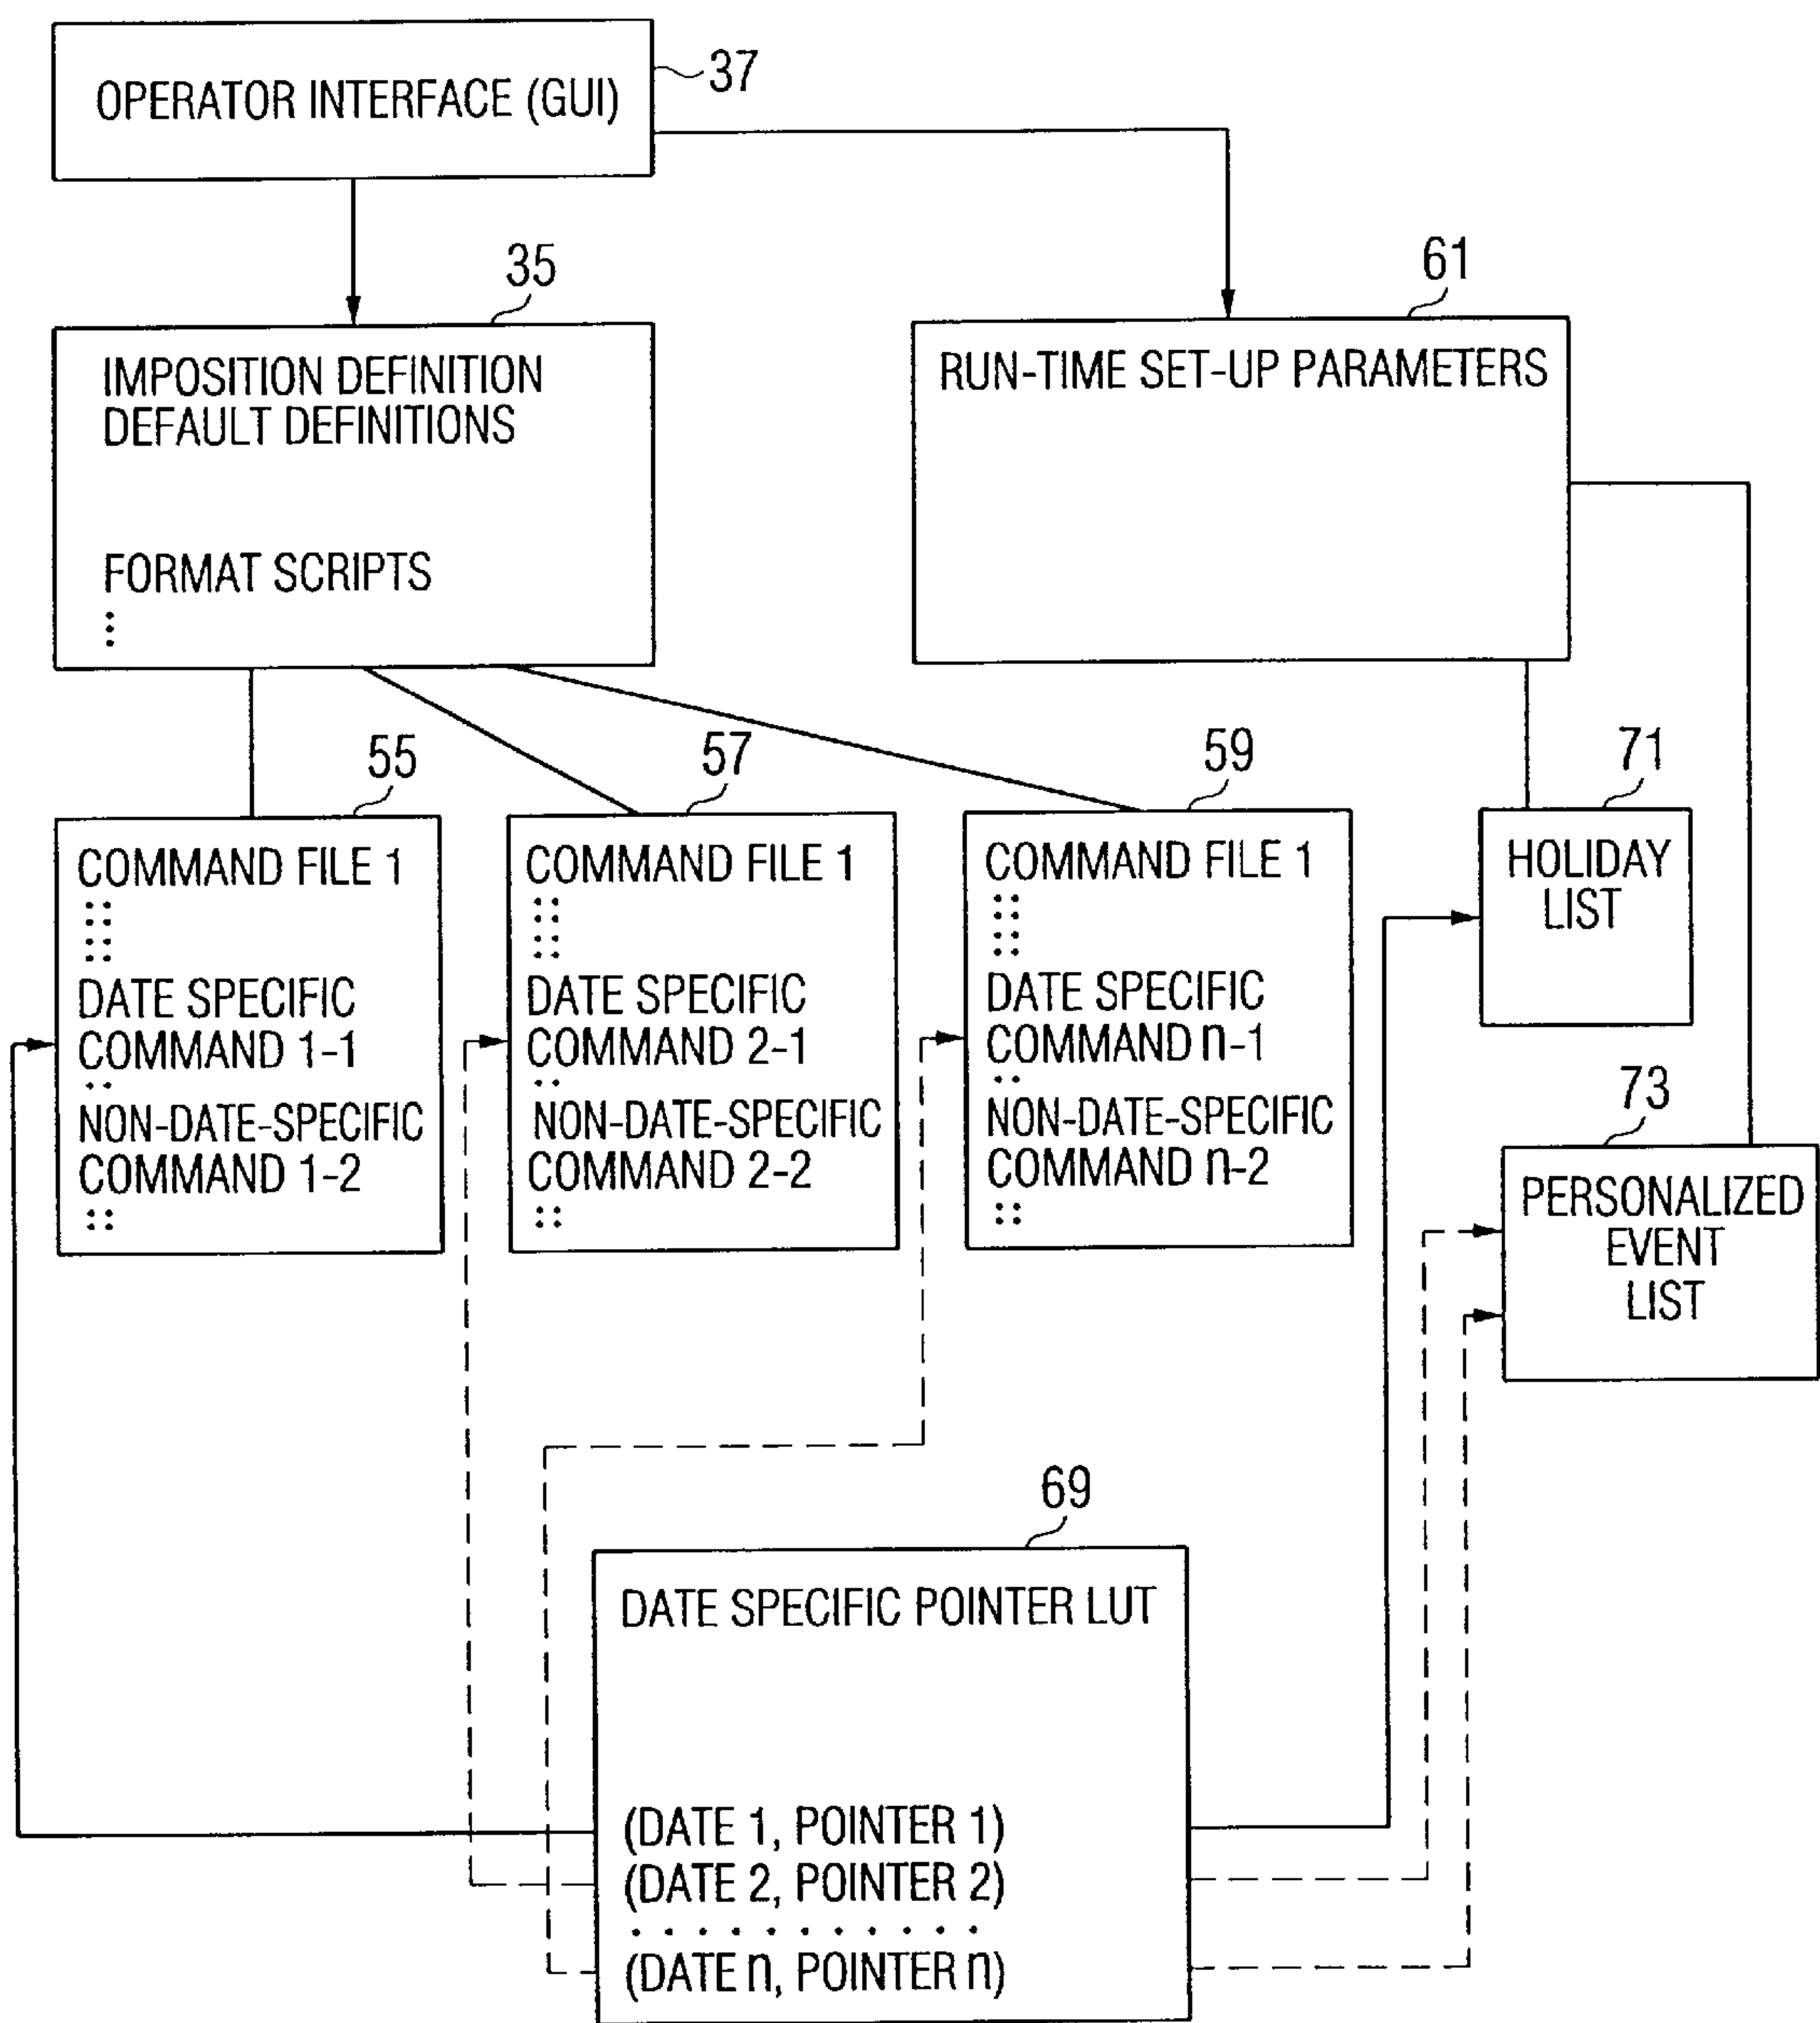 OPERATOR INTERFACE (GUI)
37
35
IMPOSITION DEFINITION
DEFAULT DEFINITIONS
FORMAT SCRIPTS
61
RUN-TIME SET-UP PARAMETERS
55
COMMAND FILE 1
DATE SPECIFIC
COMMAND 1-1
NON-DATE-SPECIFIC
COMMAND 1-2
57
COMMAND FILE 1
DATE SPECIFIC
COMMAND 2-1
NON-DATE-SPECIFIC
COMMAND 2-2
59
COMMAND FILE 1
DATE SPECIFIC
COMMAND n-1
NON-DATE-SPECIFIC
COMMAND n-2
71
HOLIDAY
LIST
73
PERSONALIZED
EVENT
LIST
69
DATE SPECIFIC POINTER LUT
(DATE 1, POINTER 1)
(DATE 2, POINTER 2)
. . . . . . . . . . .
(DATE n, POINTER n)